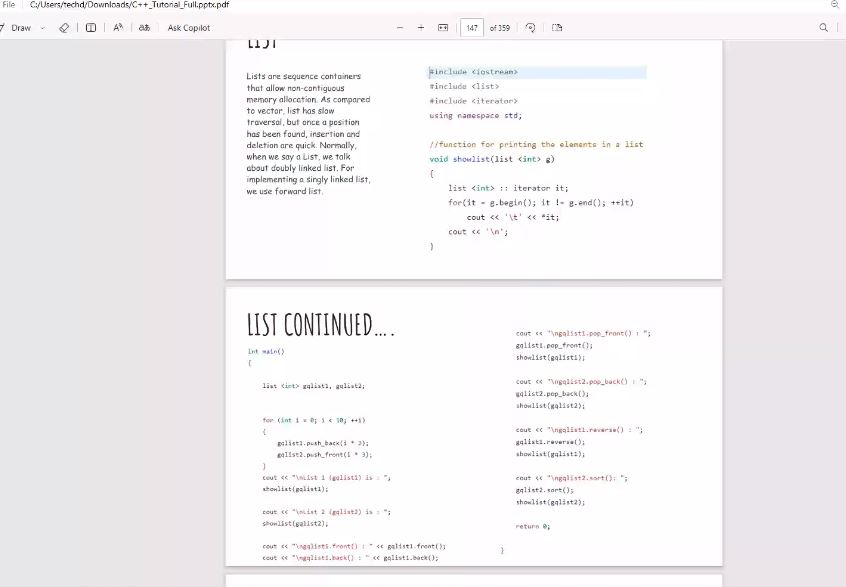 File C:/Users/techd/Downloads/C++_Tutorial_Full.pptx.pdf
Draw Ask Copilot 147 of 359
LIST
Lists are sequence containers
that allow non-contiguous
memory allocation. As compared
to vector, list has slow
traversal, but once a position
has been found, insertion and
deletion are quick. Normally,
when we say a List, we talk
about doubly linked list. For
implementing a singly linked list,
we use forward list.
#include <iostream>
#include <list>
#include <iterator>
using namespace std;
//function for printing the elements in a list
void showlist(list <int> g)
{
list <int> :: iterator it;
for(it = g.begin(); it != g.end(); ++it)
cout << '\t' << *it;
cout << '\n';
}
LIST CONTINUED....
int main()
{
list <int> gqlist1, gqlist2;
for (int i = 0; i < 10; ++i)
{
gqlist1.push_back(i * 2);
gqlist2.push_front(i * 3);
}
cout << "\nList 1 (gqlist1) is : ";
showlist(gqlist1);
cout << "\nList 2 (gqlist2) is : ";
showlist(gqlist2);
cout << "\ngqlist1.front() : " << gqlist1.front();
cout << "\ngqlist1.back() : " << gqlist1.back();
cout << "\ngqlist1.pop_front() : ";
gqlist1.pop_front();
showlist(gqlist1);
cout << "\ngqlist2.pop_back() : ";
gqlist2.pop_back();
showlist(gqlist2);
cout << "\ngqlist1.reverse() : ";
gqlist1.reverse();
showlist(gqlist1);
cout << "\ngqlist2.sort(): ";
gqlist2.sort();
showlist(gqlist2);
return 0;
}